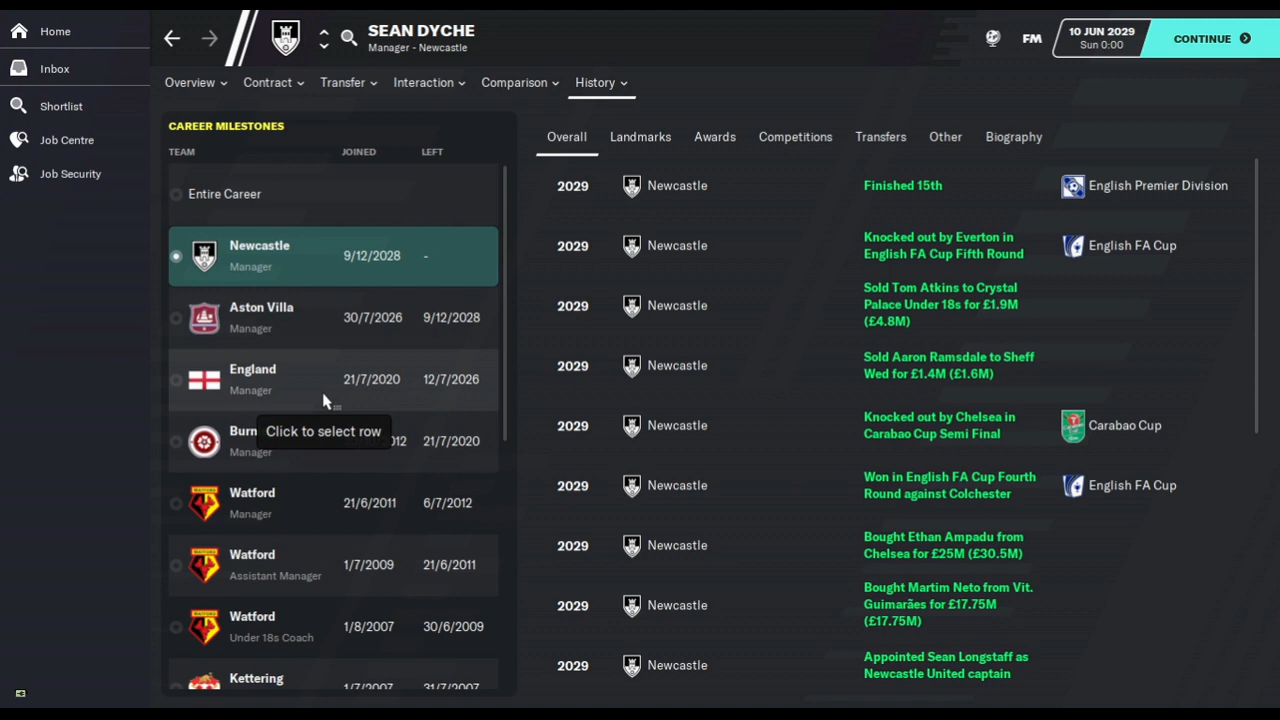 Home
Inbox
Shortlist
Job Centre
Job Security
SEAN DYCHE
Manager - Newcastle
FM
10 JUN 2029
Sun 0:00
CONTINUE
Overview
Contract
Transfer
Interaction
Comparison
History
CAREER MILESTONES
TEAM JOINED LEFT
Entire Career
Newcastle
Manager
9/12/2028 -
Aston Villa
Manager
30/7/2026 9/12/2028
England
Manager
21/7/2020 12/7/2026
Click to select row
Manager
21/7/2020
Watford
Manager
21/6/2011 6/7/2012
Watford
Assistant Manager
1/7/2009 21/6/2011
Watford
Under 18s Coach
1/8/2007 30/6/2009
Kettering
1/7/2007 31/7/2007
Overall Landmarks Awards Competitions Transfers Other Biography
2029 Newcastle Finished 15th English Premier Division
2029 Newcastle Knocked out by Everton in
English FA Cup Fifth Round English FA Cup
2029 Newcastle Sold Tom Atkins to Crystal
Palace Under 18s for £1.9M
(£4.8M)
2029 Newcastle Sold Aaron Ramsdale to Sheff
Wed for £1.4M (£1.6M)
2029 Newcastle Knocked out by Chelsea in
Carabao Cup Semi Final Carabao Cup
2029 Newcastle Won in English FA Cup Fourth
Round against Colchester English FA Cup
2029 Newcastle Bought Ethan Ampadu from
Chelsea for £25M (£30.5M)
2029 Newcastle Bought Martim Neto from Vit.
Guimarães for £17.75M
(£17.75M)
2029 Newcastle Appointed Sean Longstaff as
Newcastle United captain